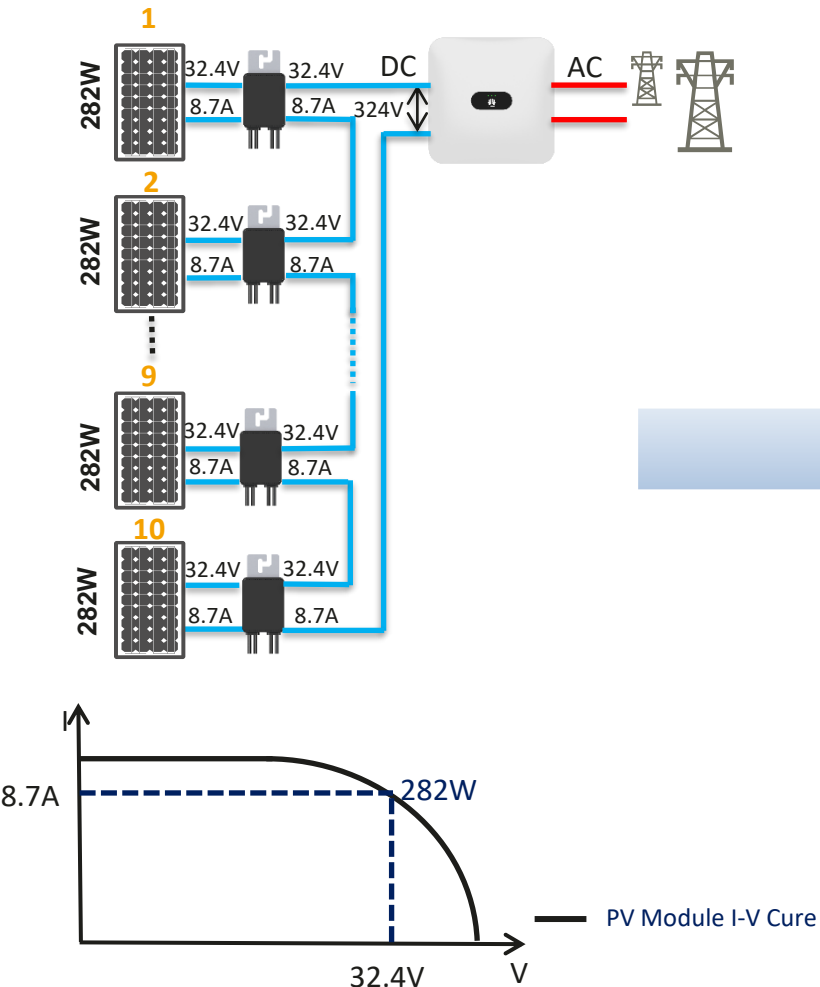 1
282W
32.4V
32.4V
8.7A
8.7A
DC
324V
AC
2
282W
32.4V
32.4V
8.7A
8.7A
9
282W
32.4V
32.4V
8.7A
8.7A
10
282W
32.4V
32.4V
8.7A
8.7A
I
8.7A
282W
32.4V
V
PV Module I-V Cure